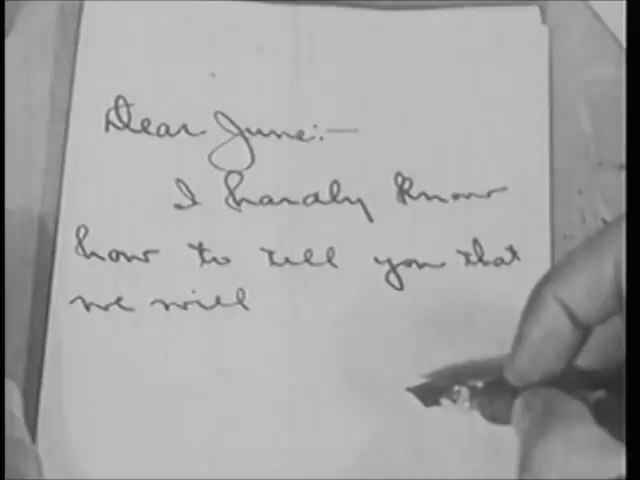 Dear June:—
I hardly know
how to tell you that
we will